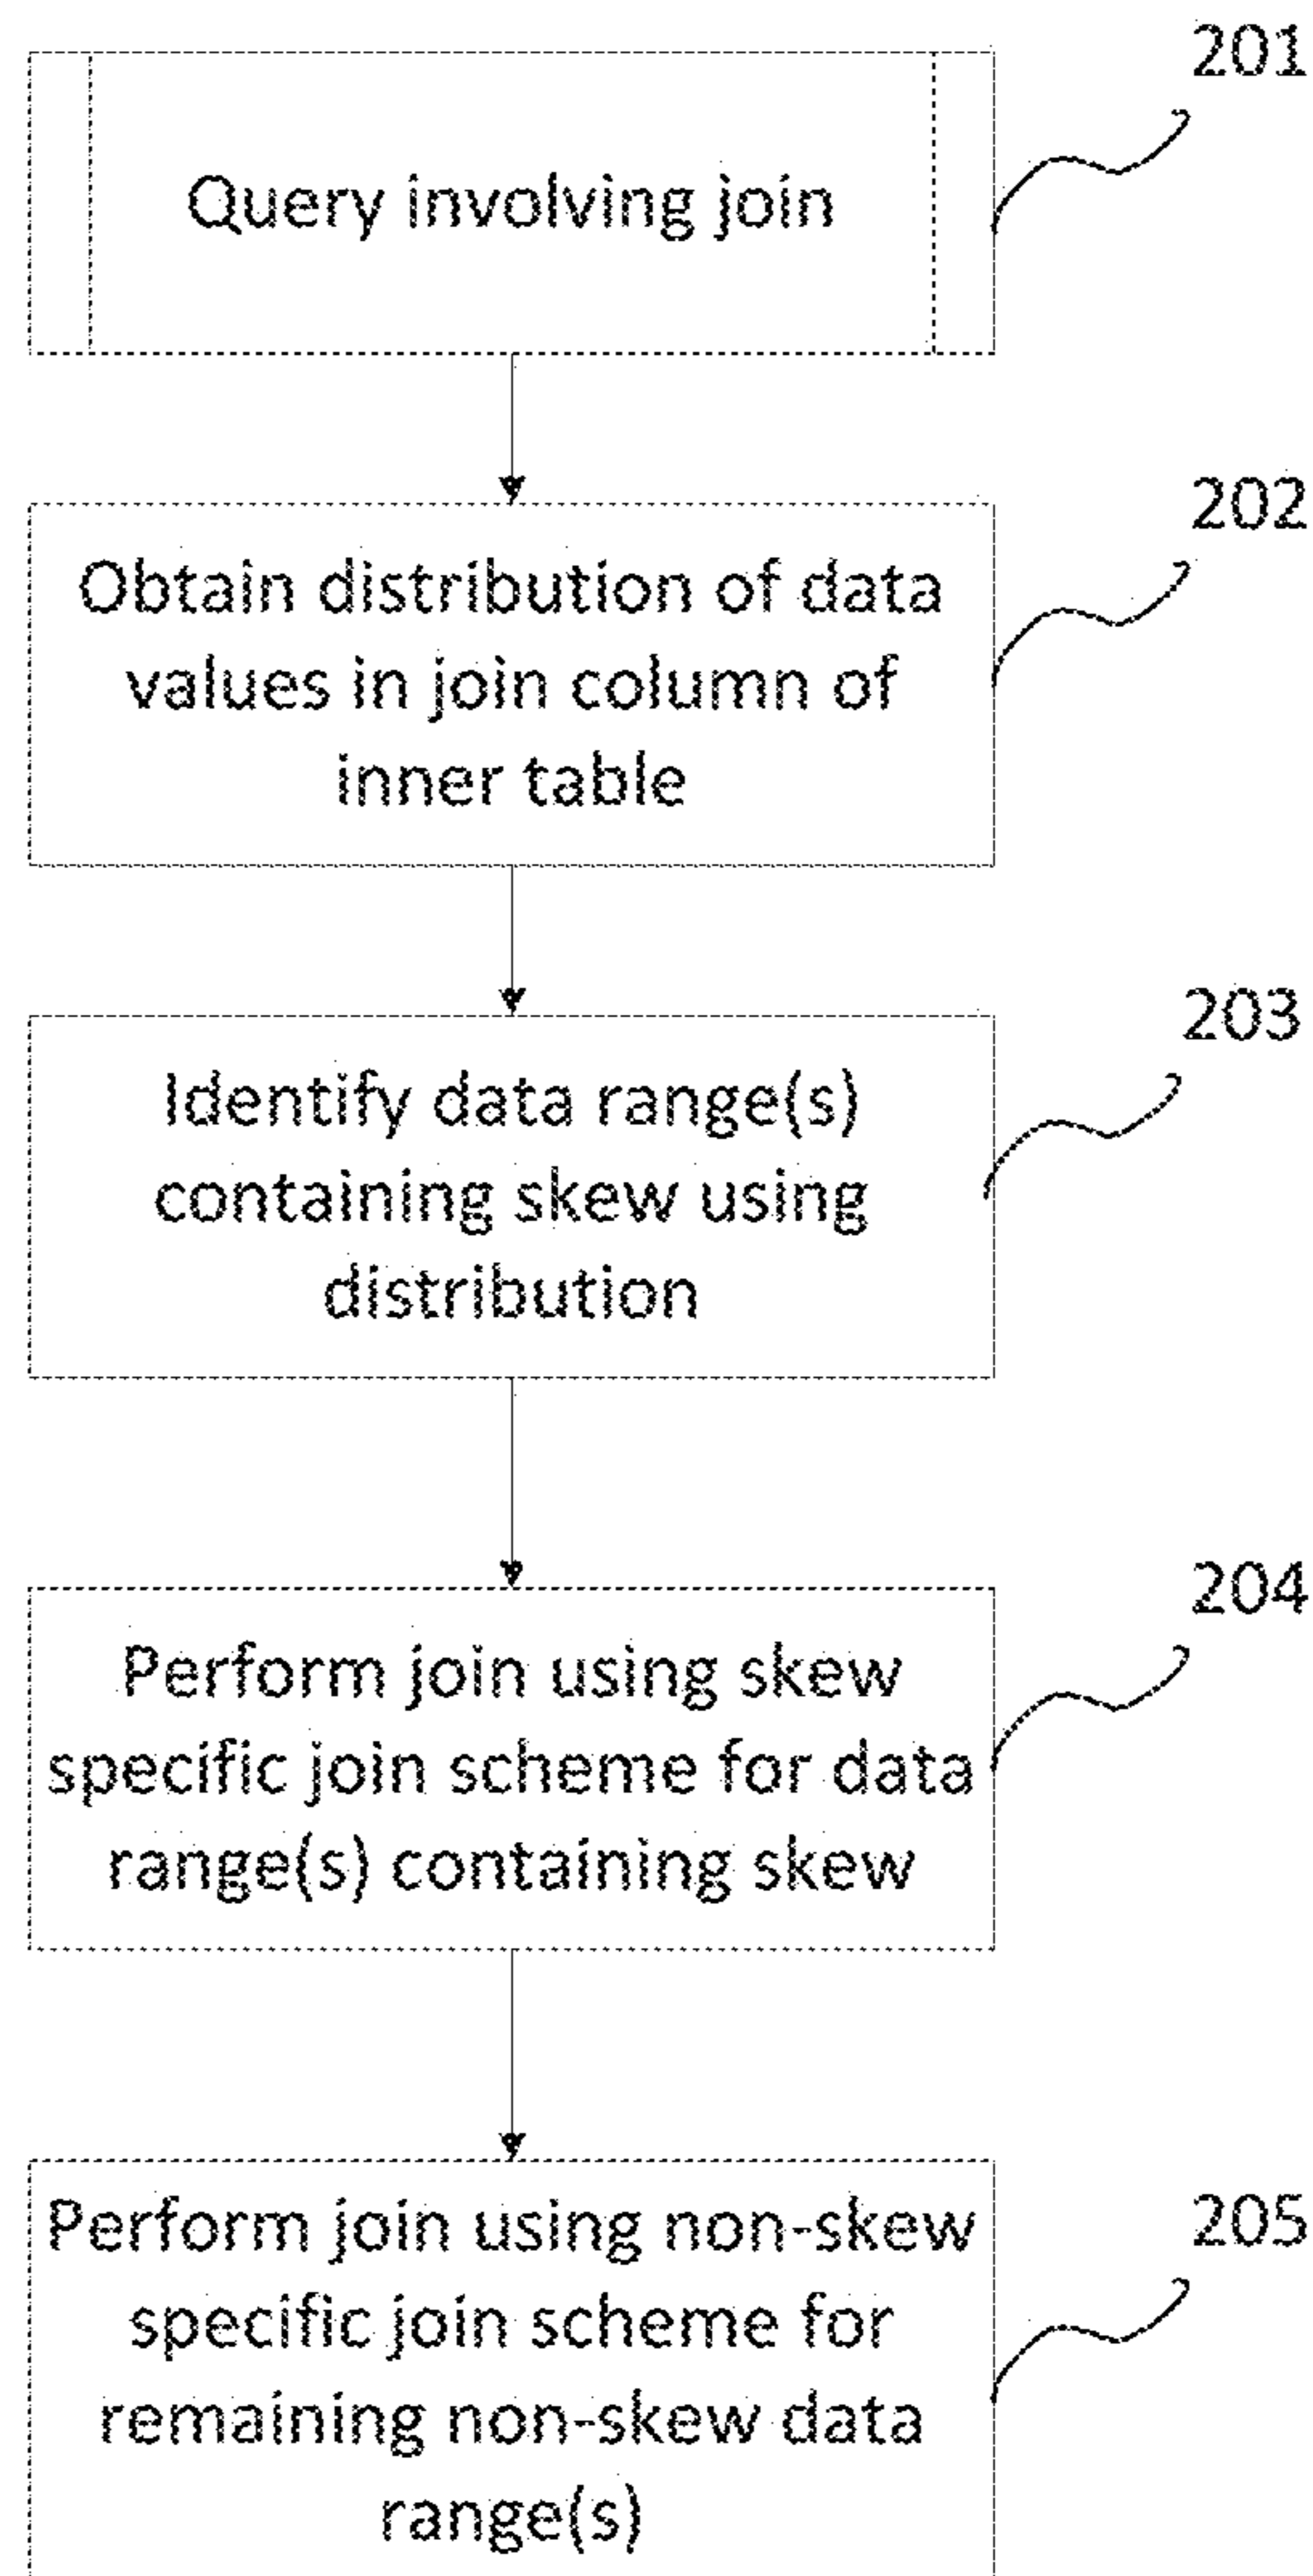 201
Query involving join
202
Obtain distribution of data
values in join column of
inner table
203
Identify data range(s)
containing skew using
distribution
204
Perform join using skew
specific join scheme for data
range(s) containing skew
205
Perform join using non-skew
specific join scheme for
remaining non-skew data
range(s)